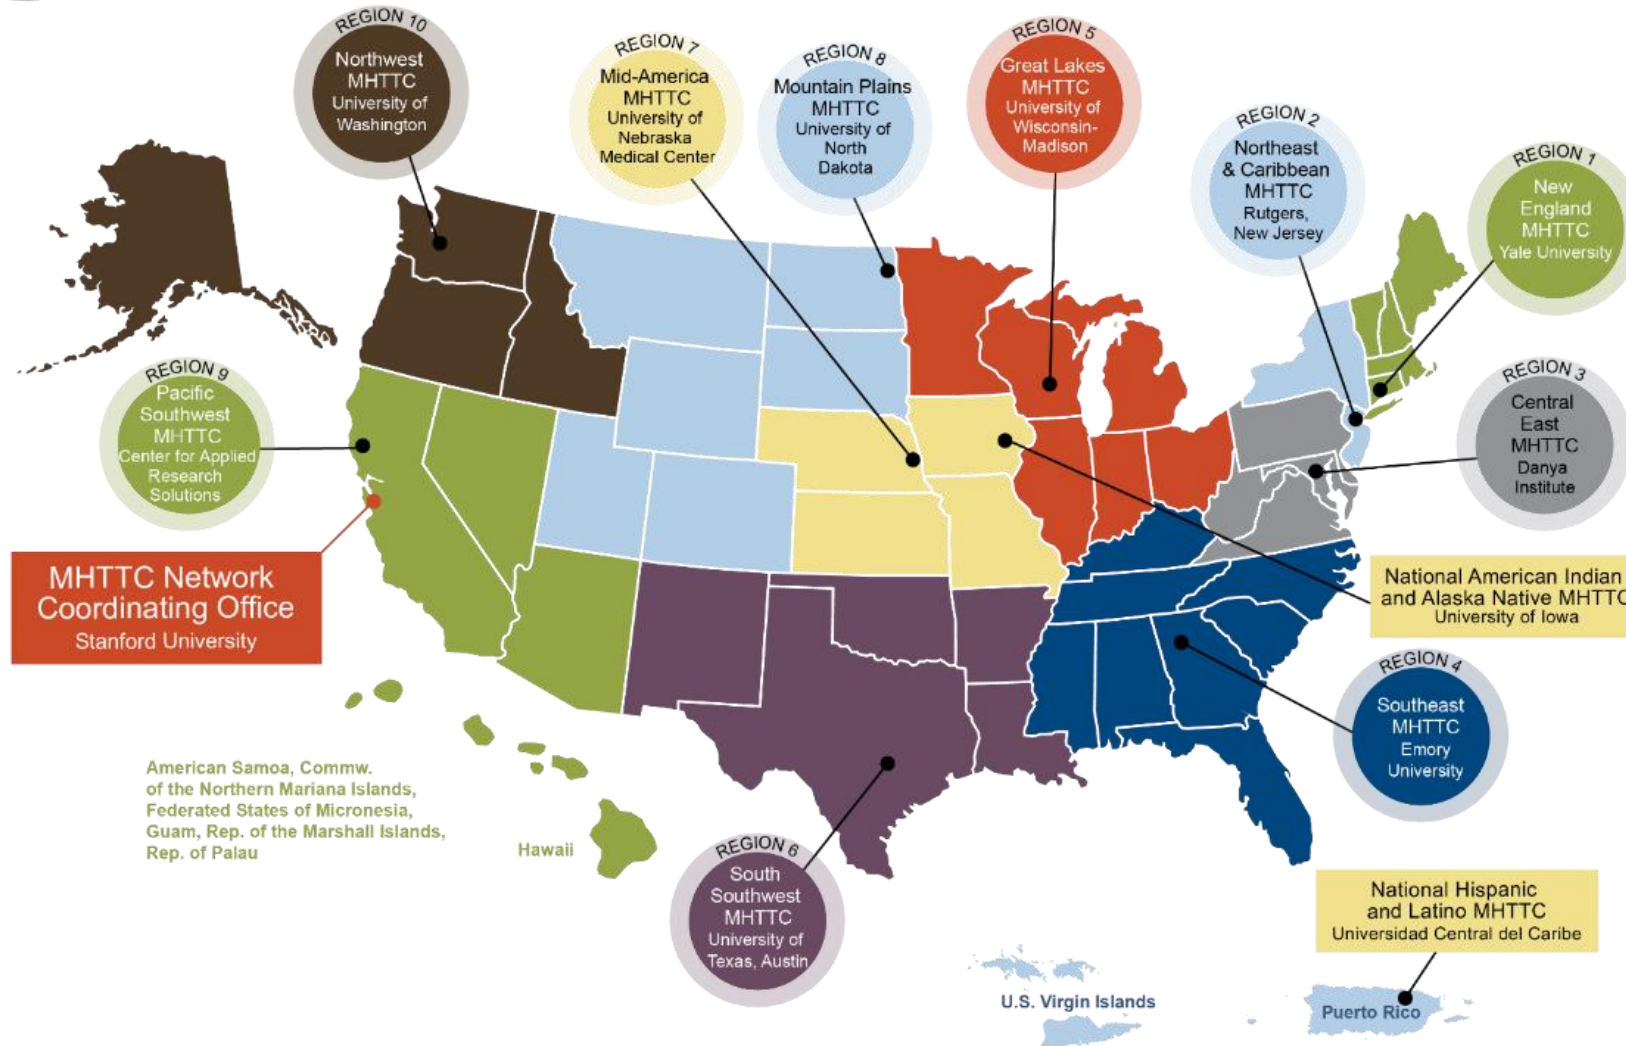 REGION 10
Northwest
MHTTC
University of
Washington
REGION 7
Mid-America
MHTTC
University of
Nebraska
Medical Center
REGION 8
Mountain Plains
MHTTC
University of
North
Dakota
REGION 5
Great Lakes
MHTTC
University of
Wisconsin-
Madison
REGION 2
Northeast
& Caribbean
MHTTC
Rutgers,
New Jersey
REGION 1
New
England
MHTTC
Yale University
REGION 9
Pacific
Southwest
MHTTC
Center for Applied
Research
Solutions
REGION 3
Central
East
MHTTC
Danya
Institute
MHTTC Network
Coordinating Office
Stanford University
National American Indian
and Alaska Native MHTTC
University of Iowa
REGION 4
Southeast
MHTTC
Emory
University
American Samoa, Commw.
of the Northern Mariana Islands,
Federated States of Micronesia,
Guam, Rep. of the Marshall Islands,
Rep. of Palau
Hawaii
REGION 6
South
Southwest
MHTTC
University of
Texas, Austin
National Hispanic
and Latino MHTTC
Universidad Central del Caribe
U.S. Virgin Islands
Puerto Rico